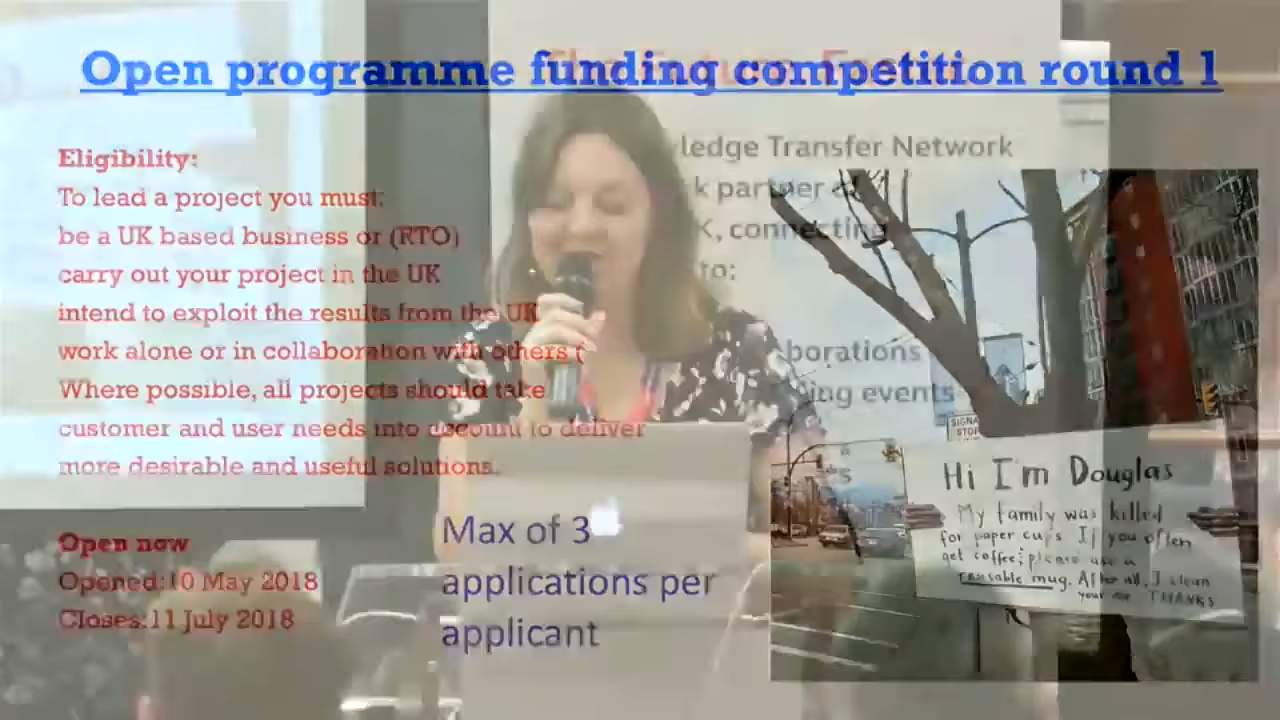 Open programme funding competition round 1
ledge Transfer Network
Eligibility:
To lead a project you must:
k partner of
be a UK based business or (RTO)
K, connecting
carry out your project in the UK
to:
intend to exploit the results from the UK
work alone or in collaboration with others (
borations
Where possible, all projects should take
ing events
customer and user needs into account to deliver
more desirable and useful solutions.
SIGNA
STOP
Hi I'm Douglas
My family was killed
for paper cups. If you often
get coffee, please use a
reusable mug. After all, I clean
your air THANKS
Open now
Opened:10 May 2018
Closes:11 July 2018
Max of 3
applications per
applicant